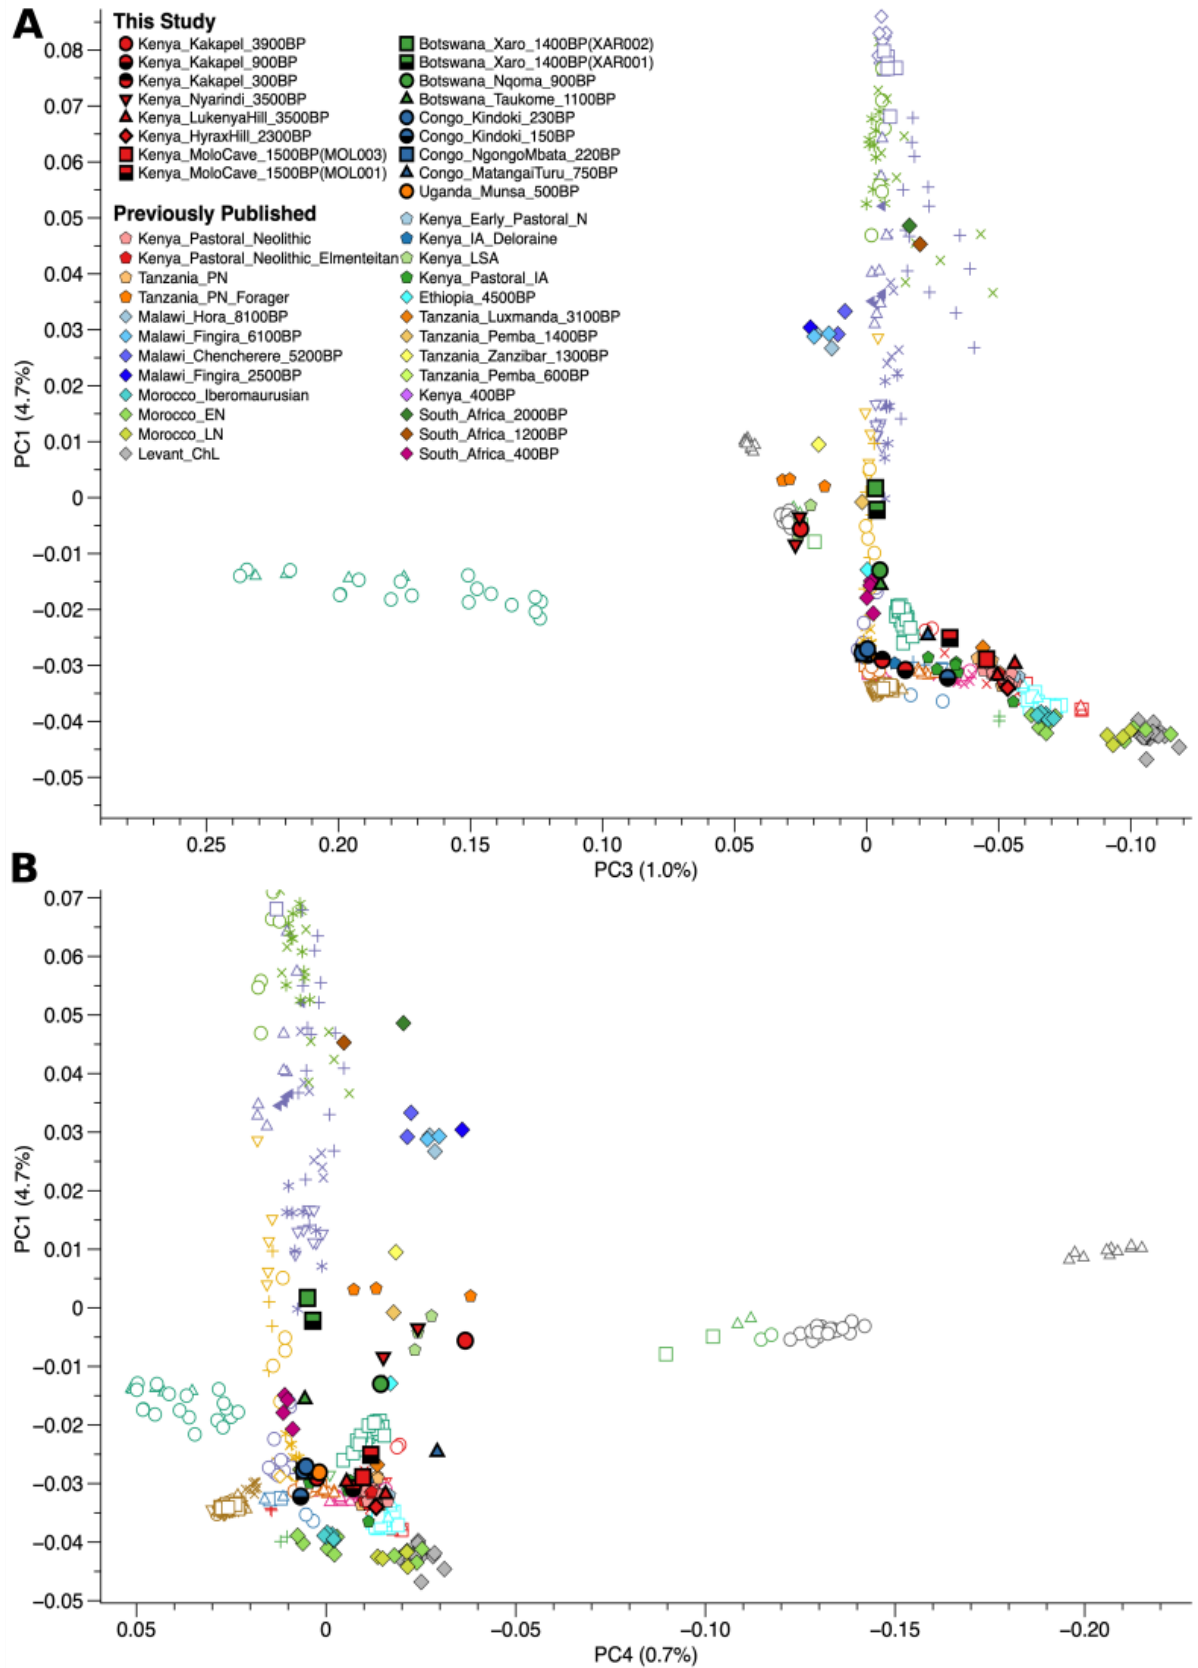 A
This Study
Kenya_Kakapel_3900BP
Kenya_Kakapel_900BP
Kenya_Kakapel_300BP
Kenya_Nyarindi_3500BP
Kenya_LukenyaHill_3500BP
Kenya_HyraxHill_2300BP
Kenya_MoloCave_1500BP(MOL003)
Kenya_MoloCave_1500BP(MOL001)
Botswana_Xaro_1400BP(XAR002)
Botswana_Xaro_1400BP(XAR001)
Botswana_Nqoma_900BP
Botswana_Taukome_1100BP
Congo_Kindoki_230BP
Congo_Kindoki_150BP
Congo_NgongoMbata_220BP
Congo_MatangaiTuru_750BP
Uganda_Munsa_500BP
Previously Published
Kenya_Pastoral_Neolithic
Kenya_Pastoral_Neolithic_Elmenteitan
Tanzania_PN
Tanzania_PN_Forager
Malawi_Hora_8100BP
Malawi_Fingira_6100BP
Malawi_Chencherere_5200BP
Malawi_Fingira_2500BP
Morocco_Iberomaurusian
Morocco_EN
Morocco_LN
Levant_ChL
Kenya_Early_Pastoral_N
Kenya_IA_Deloraine
Kenya_LSA
Kenya_Pastoral_IA
Ethiopia_4500BP
Tanzania_Luxmanda_3100BP
Tanzania_Pemba_1400BP
Tanzania_Zanzibar_1300BP
Tanzania_Pemba_600BP
Kenya_400BP
South_Africa_2000BP
South_Africa_1200BP
South_Africa_400BP
PC1 (4.7%)
0.08
0.07
0.06
0.05
0.04
0.03
0.02
0.01
0
−0.01
−0.02
−0.03
−0.04
−0.05
0.25 0.20 0.15 0.10 0.05 0 −0.05 −0.10
PC3 (1.0%)
B
PC1 (4.7%)
0.07
0.06
0.05
0.04
0.03
0.02
0.01
0
−0.01
−0.02
−0.03
−0.04
−0.05
0.05 0 −0.05 −0.10 −0.15 −0.20
PC4 (0.7%)